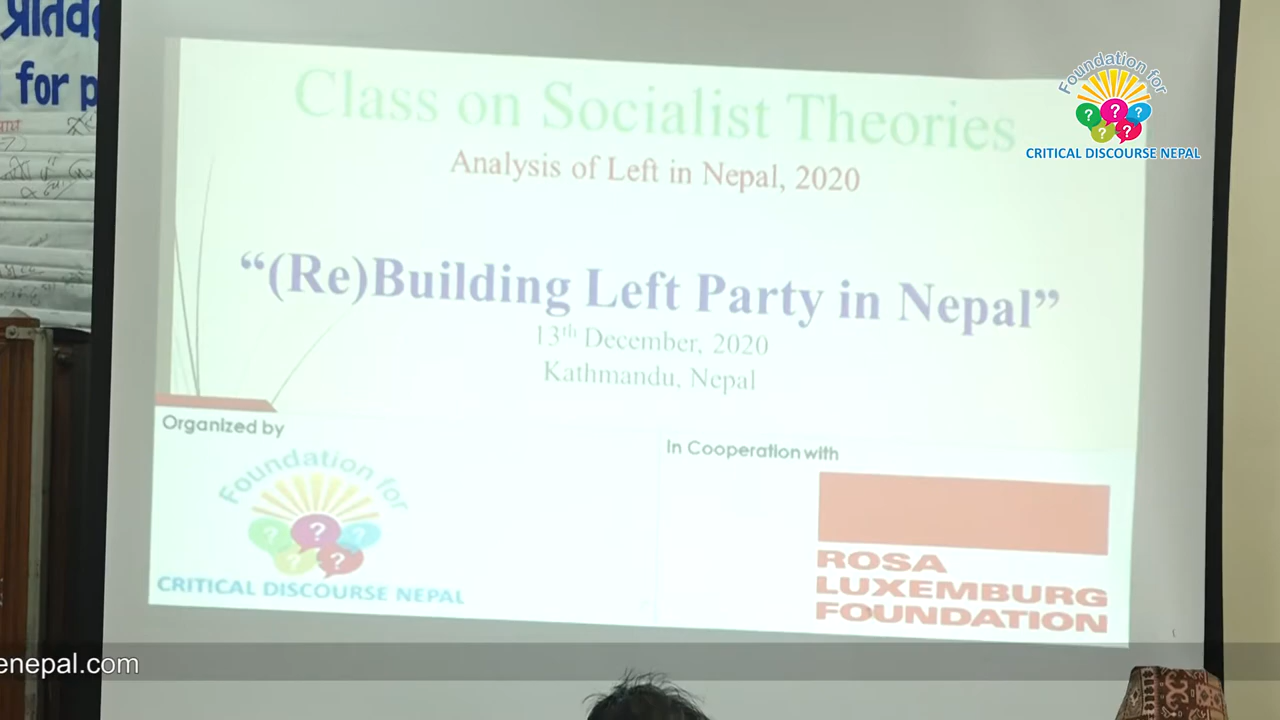 for p
Class on Socialist Theories
Analysis of Left in Nepal, 2020
“(Re)Building Left Party in Nepal”
13th December, 2020
Kathmandu, Nepal
Organized by
Foundation for
CRITICAL DISCOURSE NEPAL
In Cooperation with
ROSA
LUXEMBURG
FOUNDATION
Foundation for
CRITICAL DISCOURSE NEPAL
enepal.com